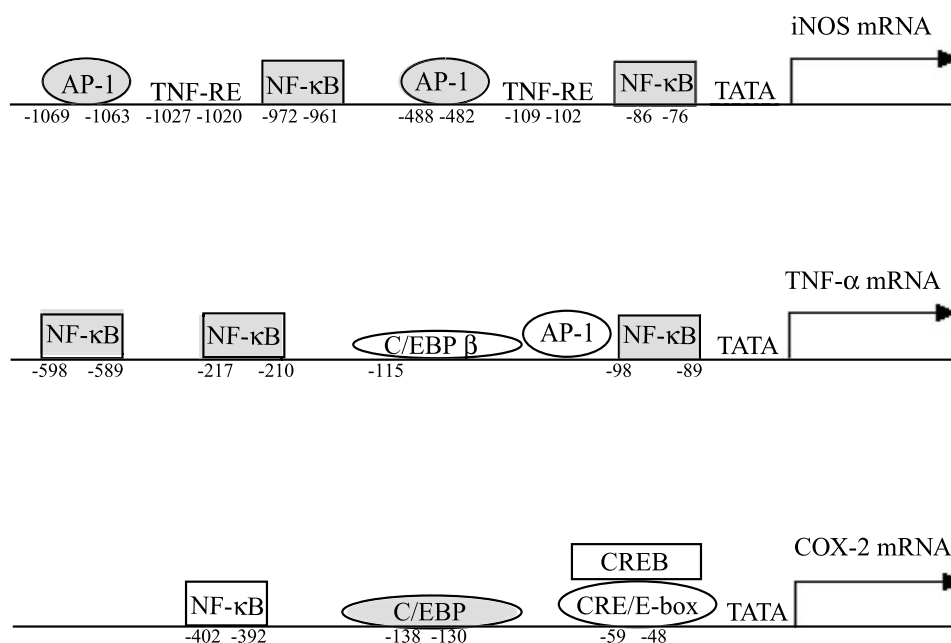 iNOS mRNA
AP-1 TNF-RE NF-κB AP-1 TNF-RE NF-κB TATA
-1069 -1063 -1027 -1020 -972 -961 -488 -482 -109 -102 -86 -76
TNF-α mRNA
NF-κB NF-κB C/EBP β AP-1 NF-κB TATA
-598 -589 -217 -210 -115 -98 -89
COX-2 mRNA
CREB
NF-κB C/EBP CRE/E-box TATA
-402 -392 -138 -130 -59 -48